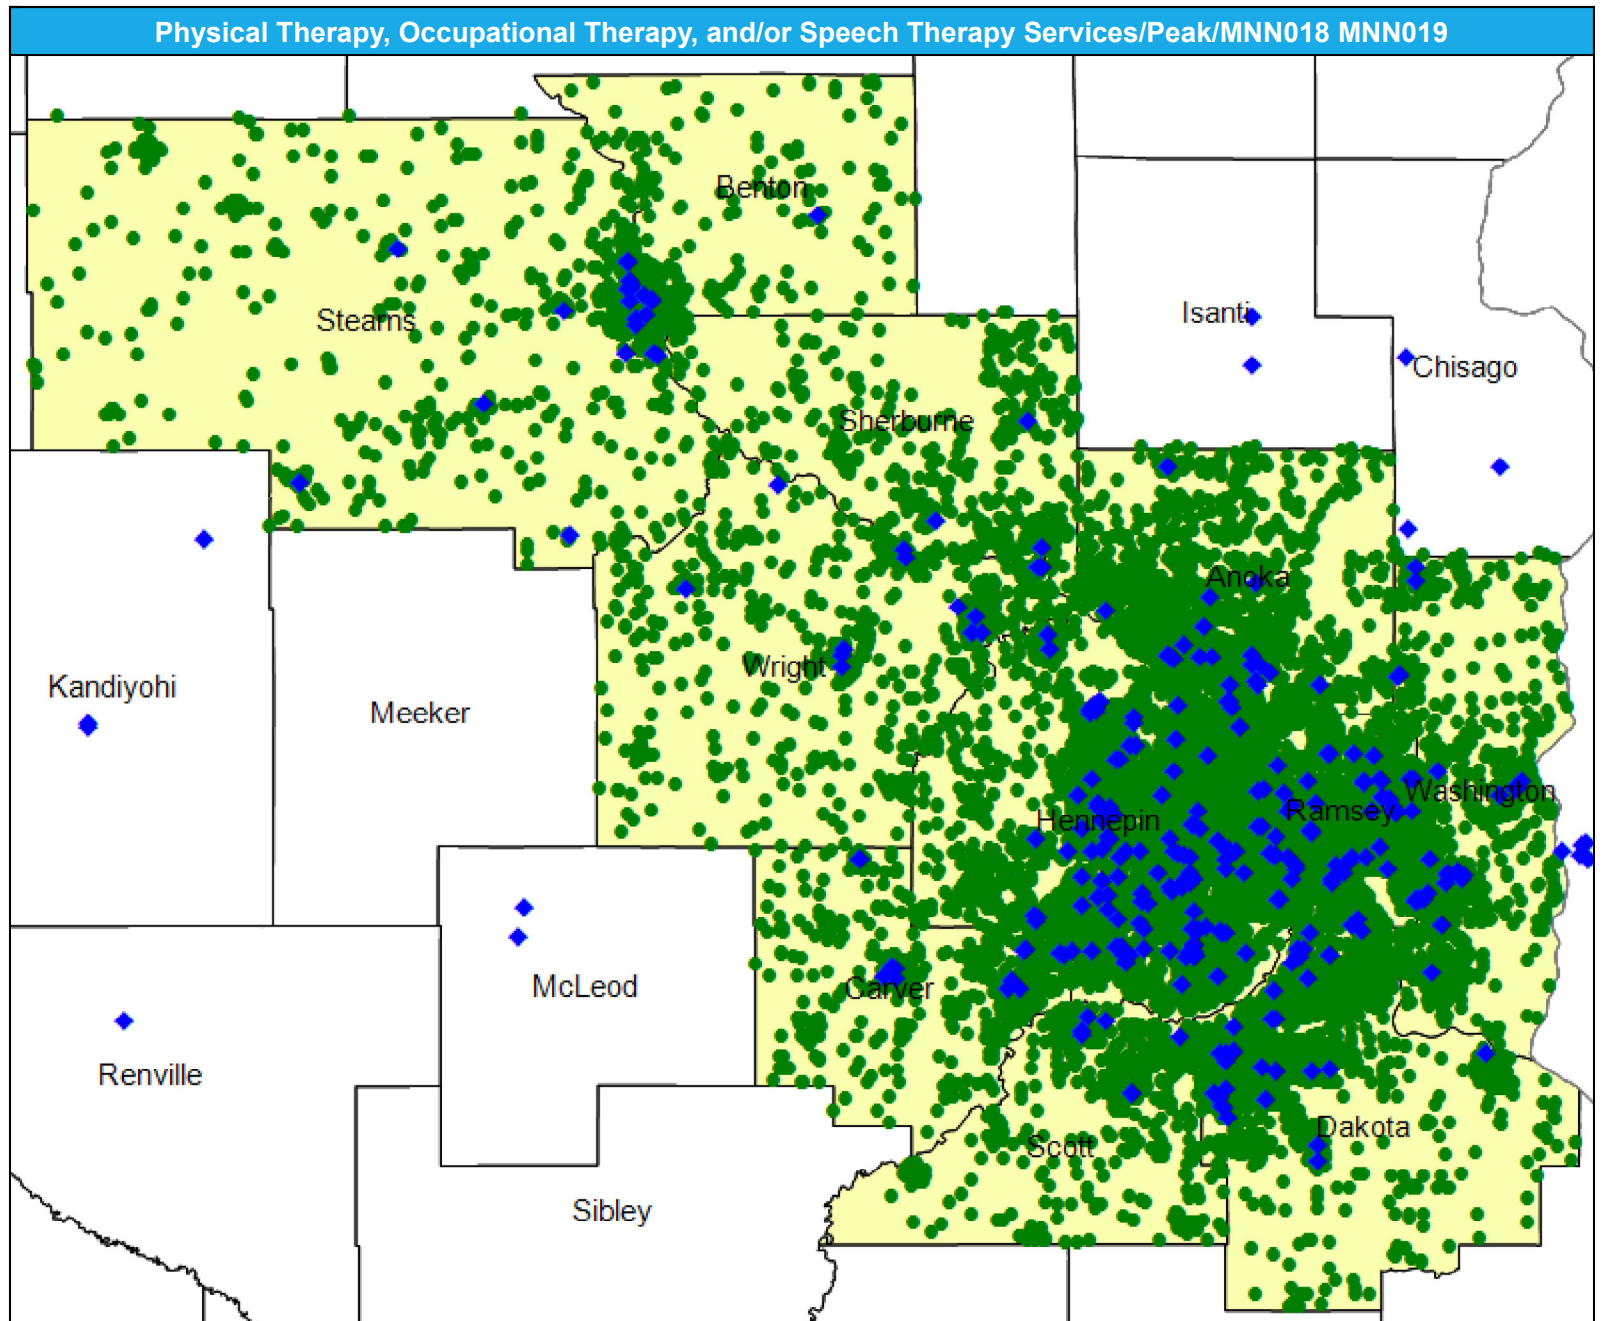 Physical Therapy, Occupational Therapy, and/or Speech Therapy Services/Peak/MNN018 MNN019
Benton
Stearns
Isanti
Chisago
Sherburne
Anoka
Wright
Kandiyohi
Meeker
Washington
Ramsey
Hennepin
McLeod
Carver
Renville
Dakota
Scott
Sibley